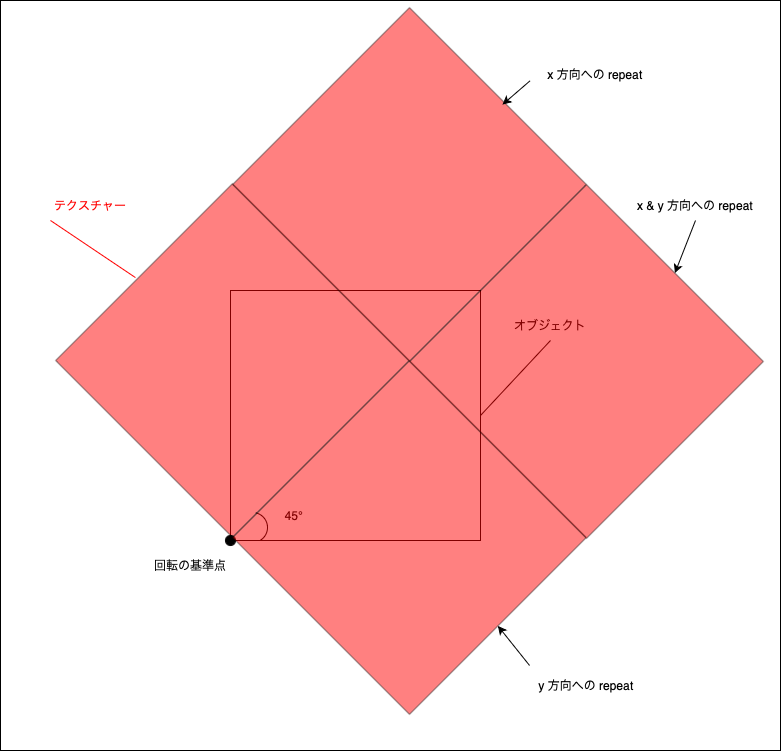 x 方向への repeat
テクスチャー
x & y 方向への repeat
オブジェクト
45°
回転の基準点
y 方向への repeat